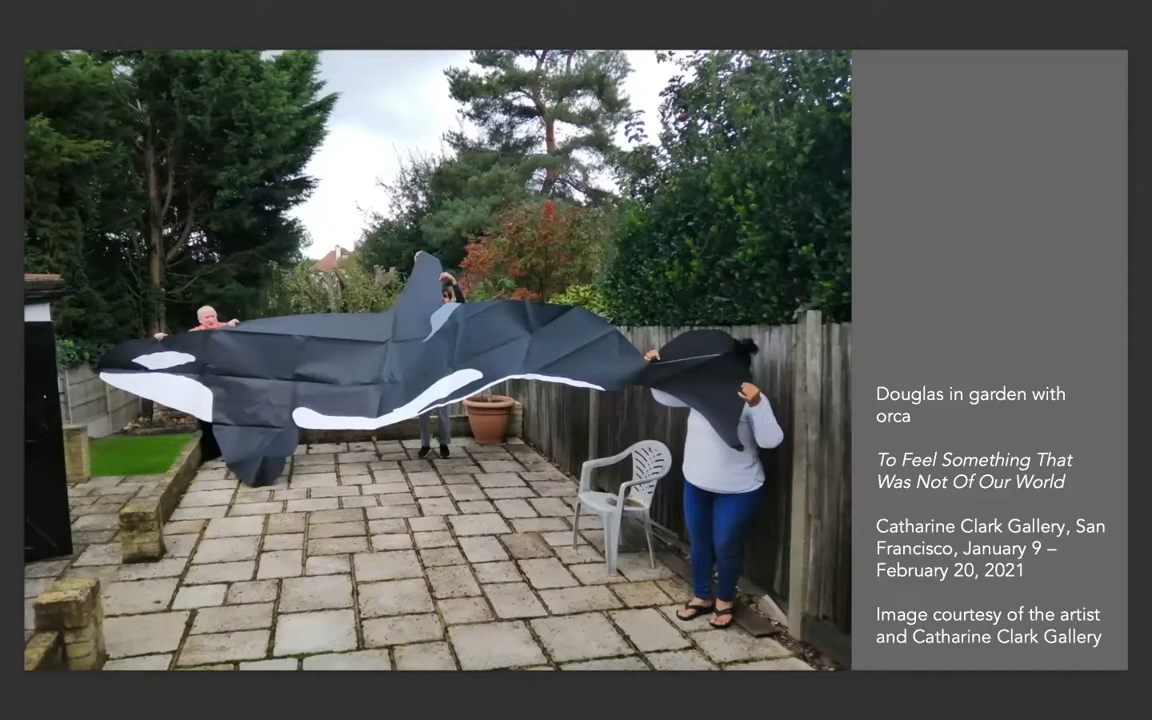 Douglas in garden with
orca
To Feel Something That
Was Not Of Our World
Catharine Clark Gallery, San
Francisco, January 9 –
February 20, 2021
Image courtesy of the artist
and Catharine Clark Gallery